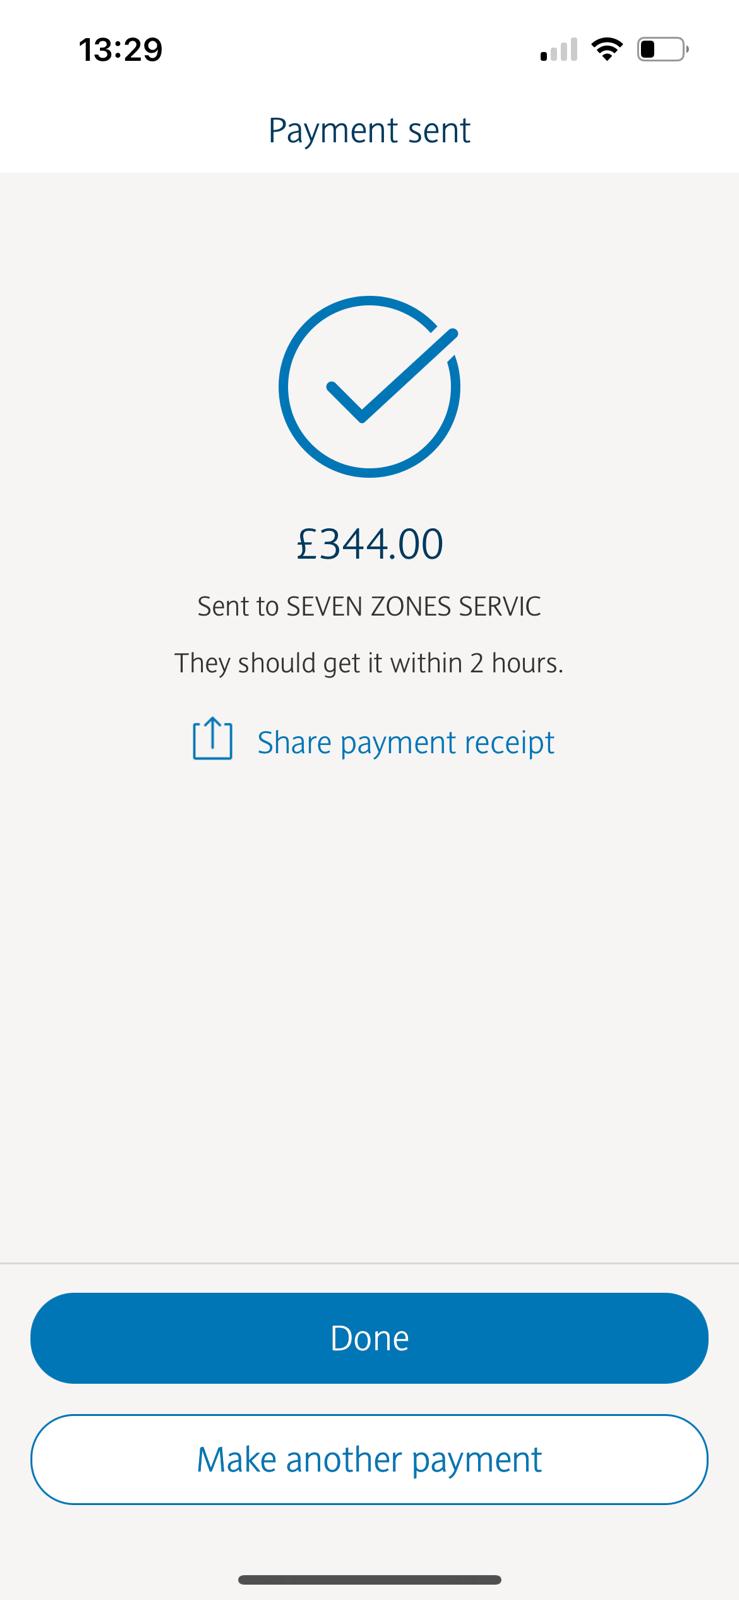 13:29
Payment sent
£344.00
Sent to SEVEN ZONES SERVIC
They should get it within 2 hours.
Share payment receipt
Done
Make another payment